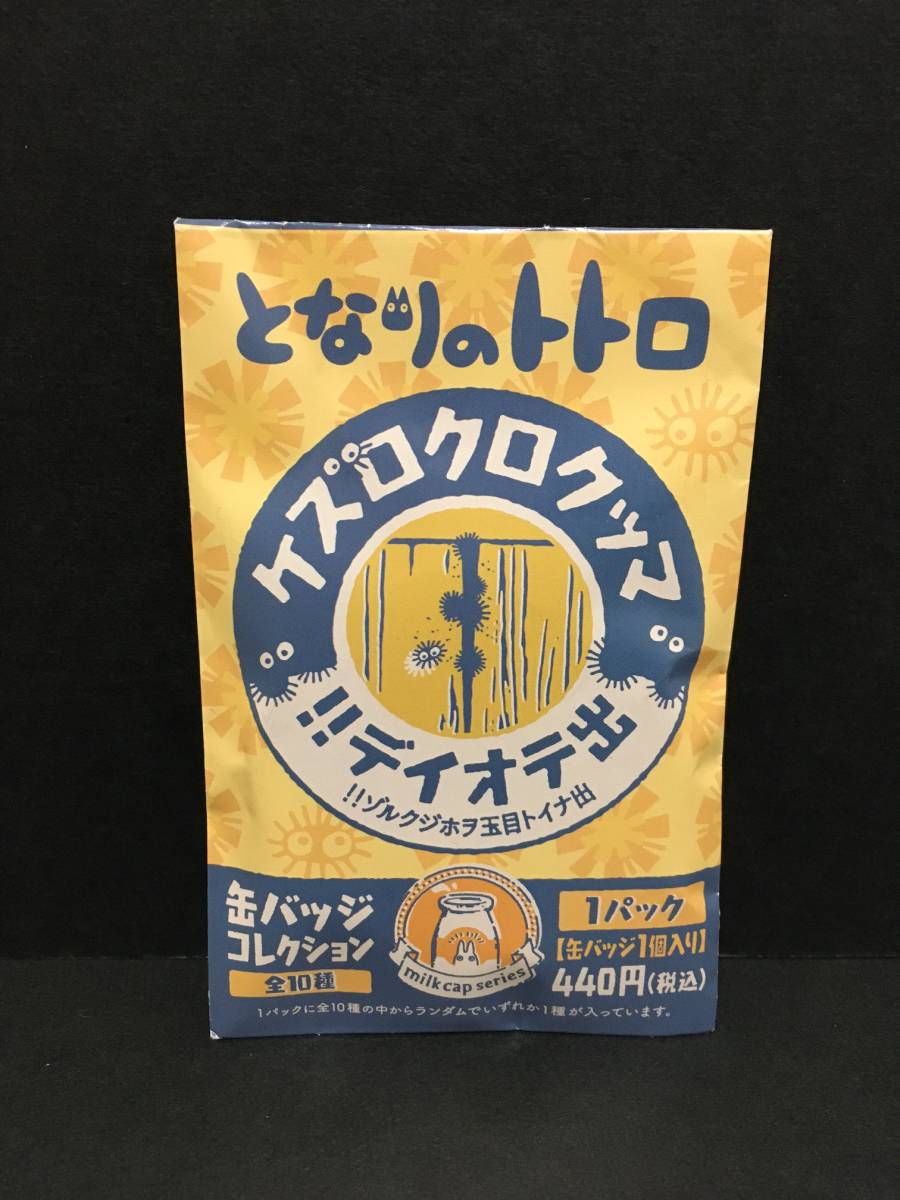 となりのトトロ
マックロクロスケ
出テオイデ!!
出ナイト目玉ヲホジクルゾ!!
缶バッジ
コレクション
全10種
milk cap series
1パック
【缶バッジ1個入り】
440円(税込)
1パックに全10種の中からランダムでいずれか1種が入っています。